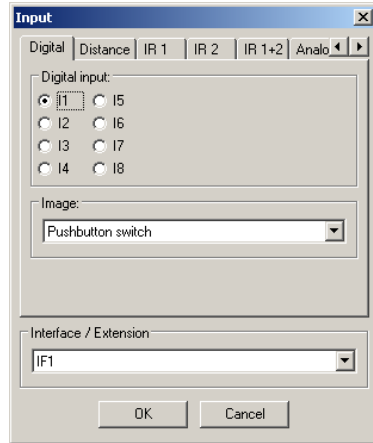 Input
Digital Distance IR 1 IR 2 IR 1+2 Analo
Digital input:
I1 I5
I2 I6
I3 I7
I4 I8
Image:
Pushbutton switch
Interface / Extension
IF1
OK Cancel